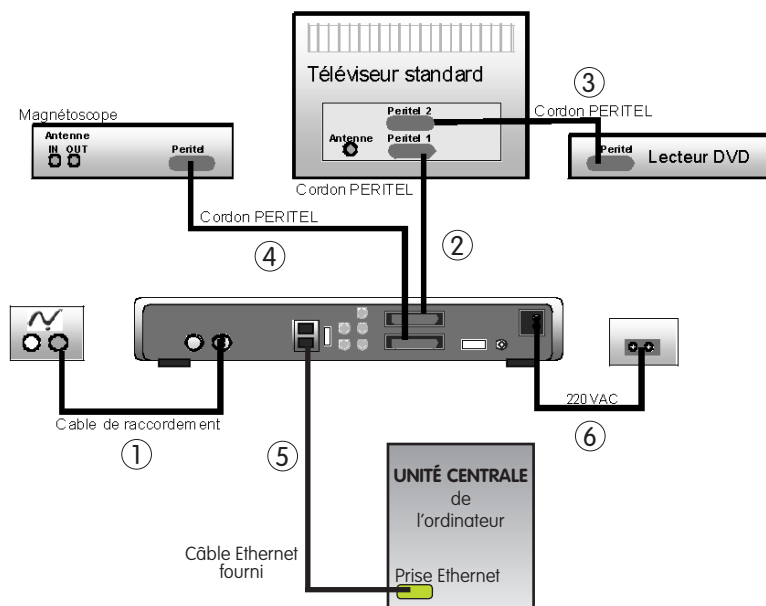 Téléviseur standard
Peritel 2
Antenne
Peritel 1
③
Cordon PERITEL
Peritel
Lecteur DVD
Magnétoscope
Antenne
IN OUT
Peritel
Cordon PERITEL
Cordon PERITEL
④
②
Cable de raccordement
①
⑤
220 VAC
⑥
UNITÉ CENTRALE
de
l'ordinateur
Câble Ethernet
fourni
Prise Ethernet